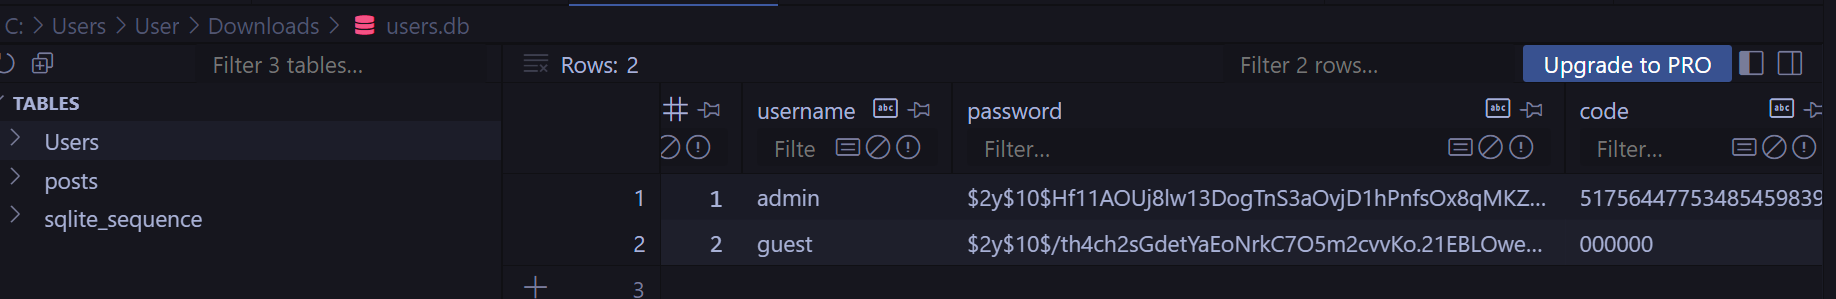 C: > Users > User > Downloads > users.db
Filter 3 tables...
Rows: 2
Filter 2 rows...
Upgrade to PRO
TABLES
Users
posts
sqlite_sequence
# username password code
Filte Filter... Filter...
1 1 admin $2y$10$Hf11AOUj8lw13DogTnS3aOvjD1hPnfsOx8qMKZ... 51756447753485459839
2 2 guest $2y$10$/th4ch2sGdetYaEoNrkC7O5m2cvvKo.21EBLOwe... 000000
3